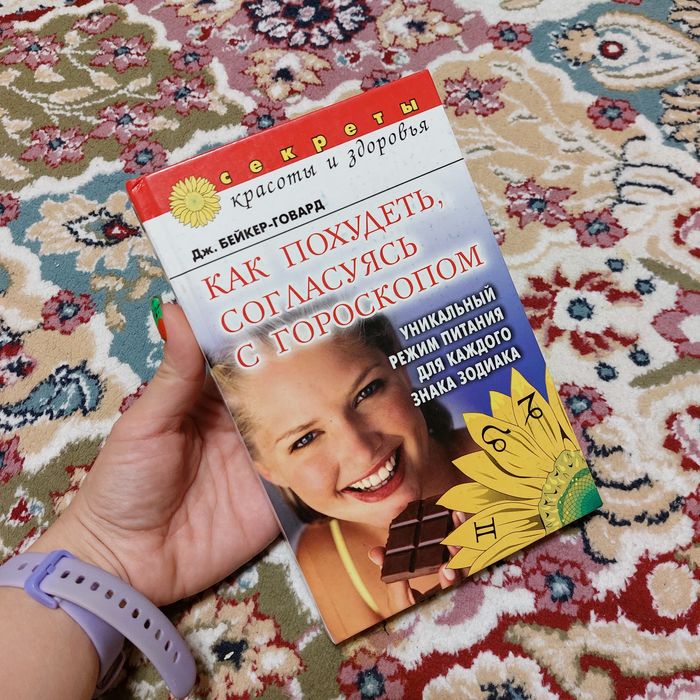 секреты
красоты и здоровья
Дж. БЕЙКЕР-ГОВАРД
КАК ПОХУДЕТЬ,
СОГЛАСУЯСЬ
С ГОРОСКОПОМ
УНИКАЛЬНЫЙ
РЕЖИМ ПИТАНИЯ
ДЛЯ КАЖДОГО
ЗНАКА ЗОДИАКА